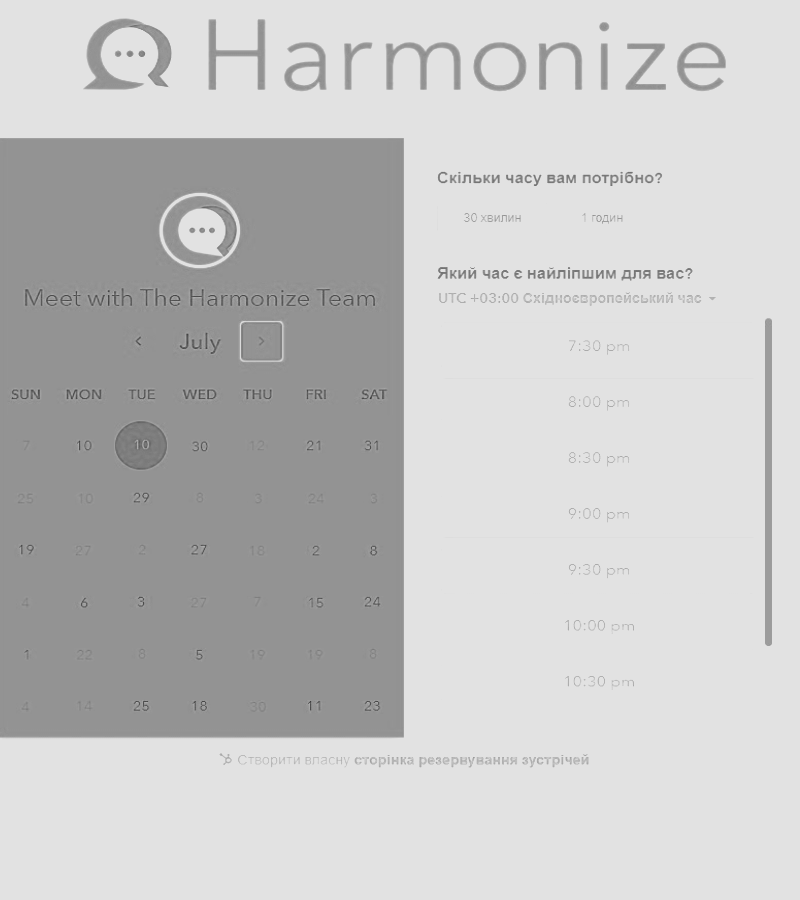 Harmonize
Meet with The Harmonize Team
July
SUN MON TUE WED THU FRI SAT
7 10 10 30 12 21 31
25 10 29 8 3 24 3
19 27 2 27 18 2 8
4 6 3 27 7 15 24
1 22 8 5 19 19 8
4 14 25 18 30 11 23
Скільки часу вам потрібно?
30 хвилин 1 годин
Який час є найліпшим для вас?
UTC +03:00 Східноєвропейський час
7:30 pm
8:00 pm
8:30 pm
9:00 pm
9:30 pm
10:00 pm
10:30 pm
Створити власну сторінка резервування зустрічей